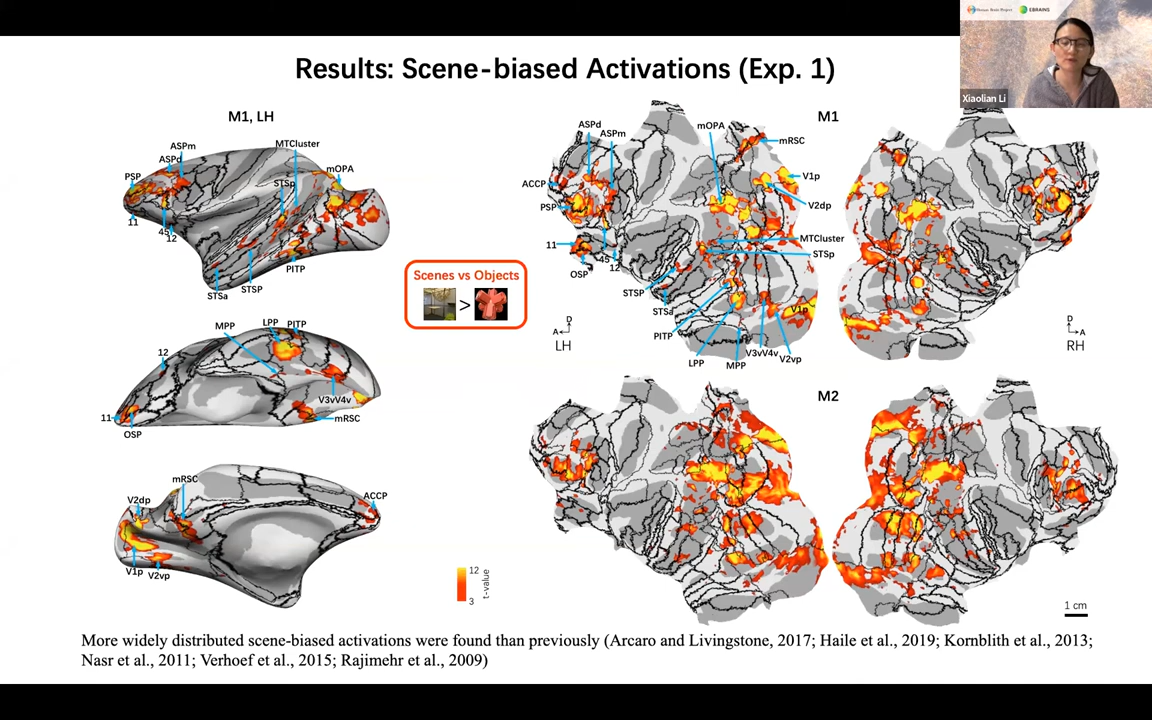 Human Brain Project
EBRAINS
Xiaolian Li
Results: Scene-biased Activations (Exp. 1)
M1, LH
ASPm
ASPd
PSP
MTCluster
STSp
mOPA
11
45
12
PITP
STSP
STSa
MPP
LPP
PITP
12
V3vV4v
11
mRSC
OSP
mRSC
V2dp
ACCP
V1p
V2vp
12
3
t-value
Scenes vs Objects
>
M1
ASPd
ASPm
mOPA
mRSC
ACCP
V1p
PSP
V2dp
11
MTCluster
45
STSp
OSP
12
STSP
STSa
V1p
PITP
LPP
MPP
V3vV4v
V2vp
D
A
LH
D
A
RH
M2
1 cm
More widely distributed scene-biased activations were found than previously (Arcaro and Livingstone, 2017; Haile et al., 2019; Kornblith et al., 2013;
Nasr et al., 2011; Verhoef et al., 2015; Rajimehr et al., 2009)